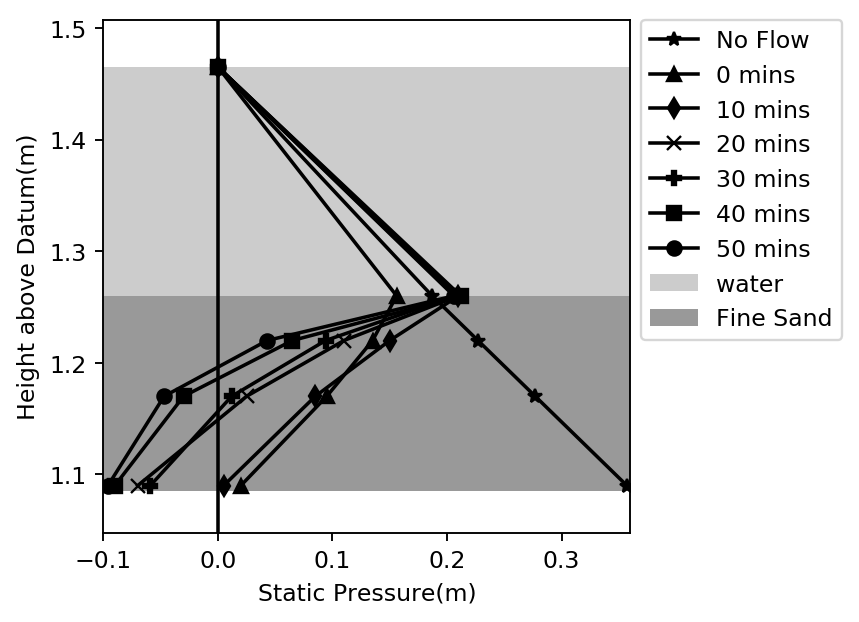 1.5
1.4
1.3
1.2
1.1
Height above Datum(m)
−0.1
0.0
0.1
0.2
0.3
Static Pressure(m)
No Flow
0 mins
10 mins
20 mins
30 mins
40 mins
50 mins
water
Fine Sand